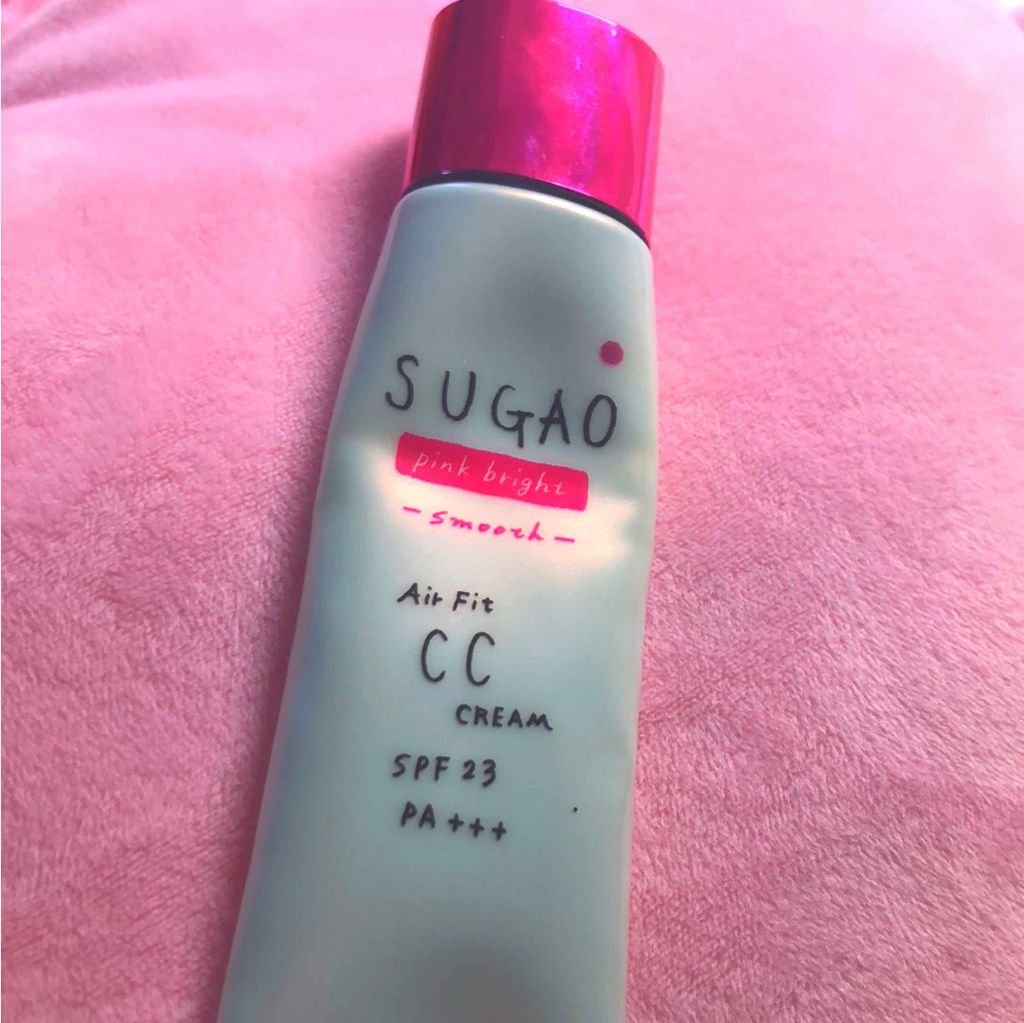 SUGAO
pink bright
- smooth -
Air Fit
CC
CREAM
SPF 23
PA +++